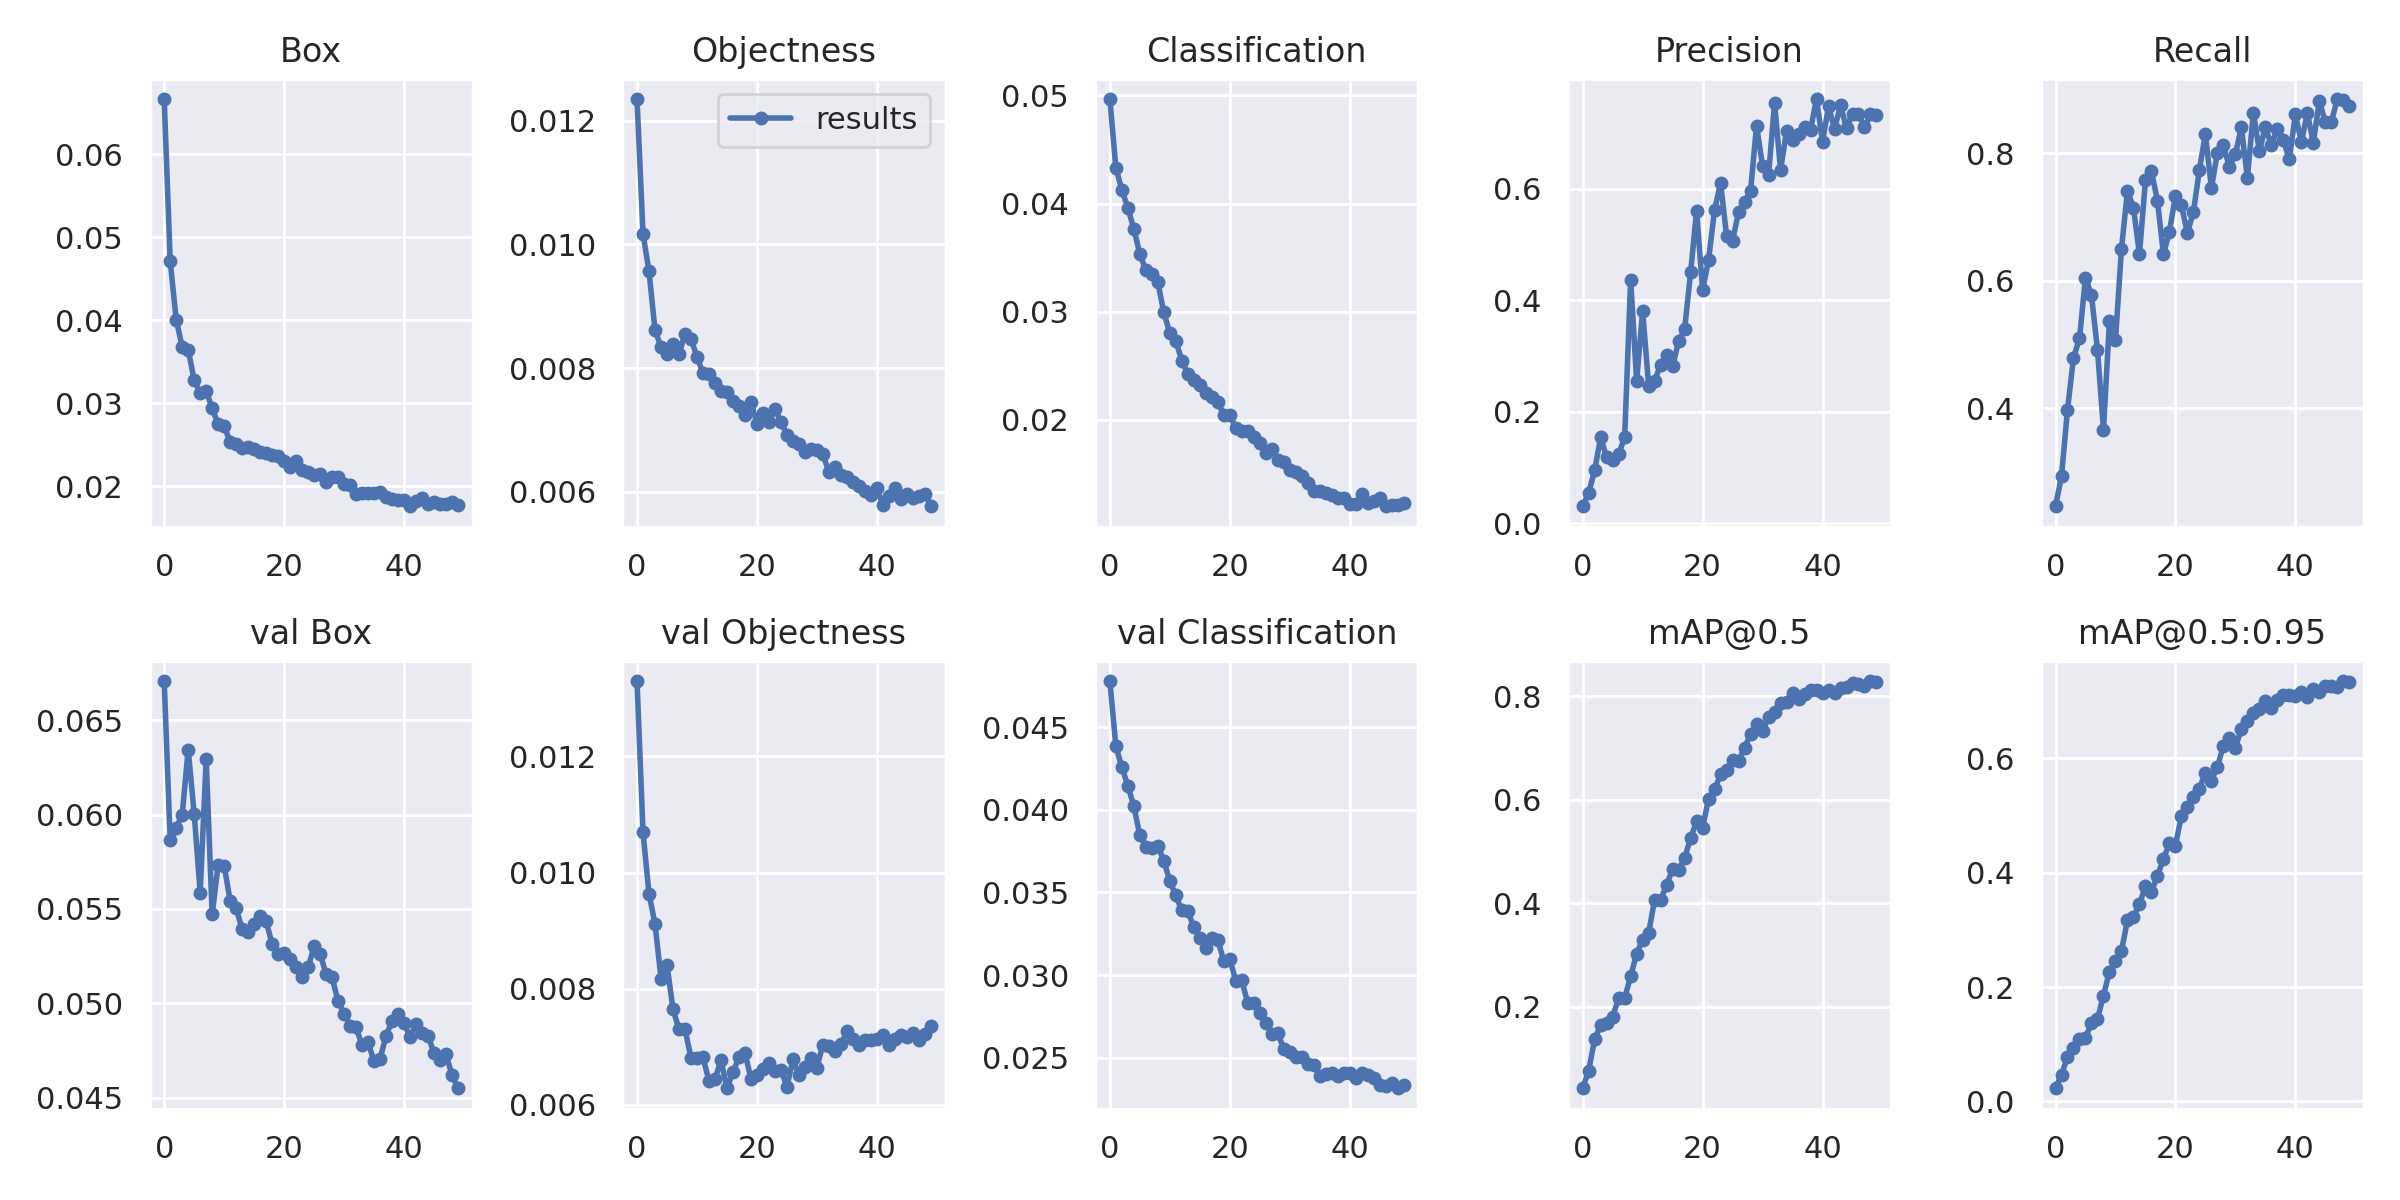 Box
Objectness
Classification
Precision
Recall
0.06
0.05
0.04
0.03
0.02
0 20 40
results
0.012
0.010
0.008
0.006
0 20 40
0.05
0.04
0.03
0.02
0 20 40
0.6
0.4
0.2
0.0
0 20 40
0.8
0.6
0.4
0 20 40
val Box
val Objectness
val Classification
mAP@0.5
mAP@0.5:0.95
0.065
0.060
0.055
0.050
0.045
0 20 40
0.012
0.010
0.008
0.006
0 20 40
0.045
0.040
0.035
0.030
0.025
0 20 40
0.8
0.6
0.4
0.2
0 20 40
0.6
0.4
0.2
0.0
0 20 40